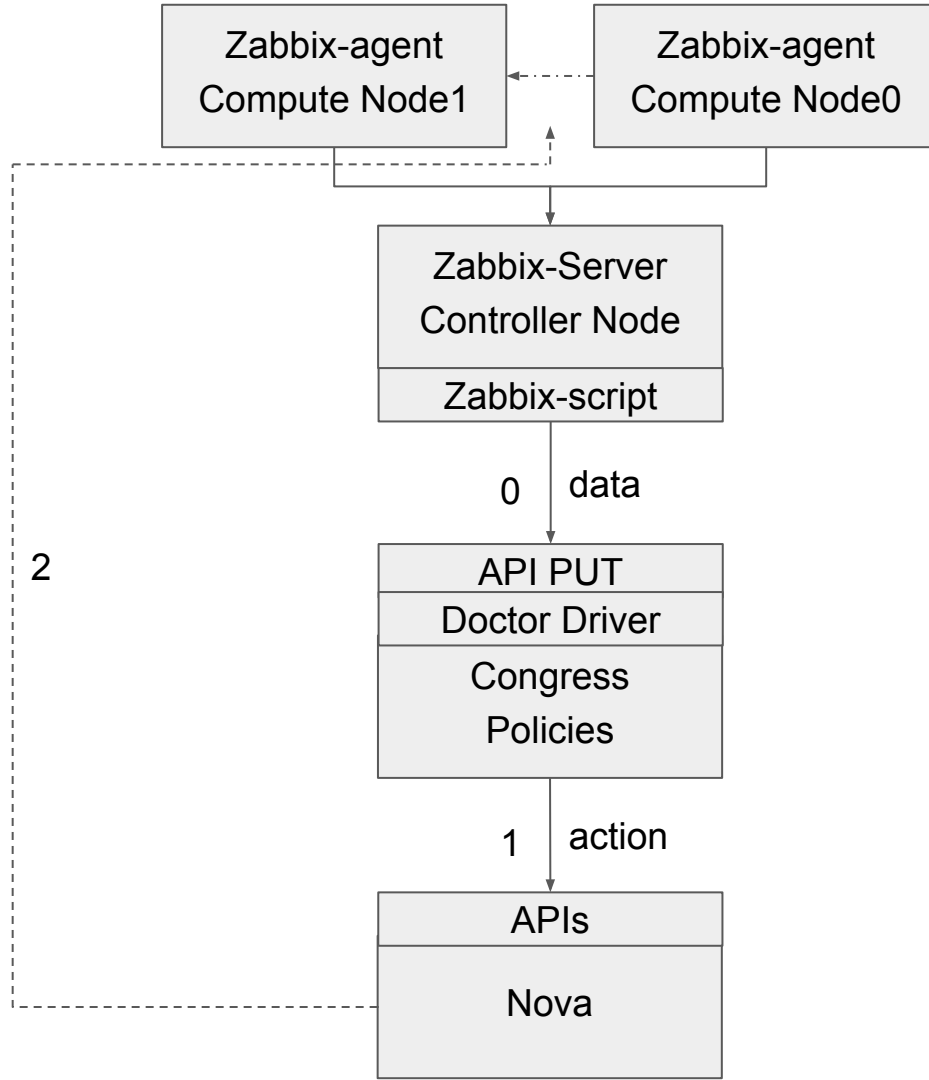 Zabbix-agent
Compute Node1
Zabbix-agent
Compute Node0
Zabbix-Server
Controller Node
Zabbix-script
0 data
2
API PUT
Doctor Driver
Congress
Policies
1 action
APIs
Nova